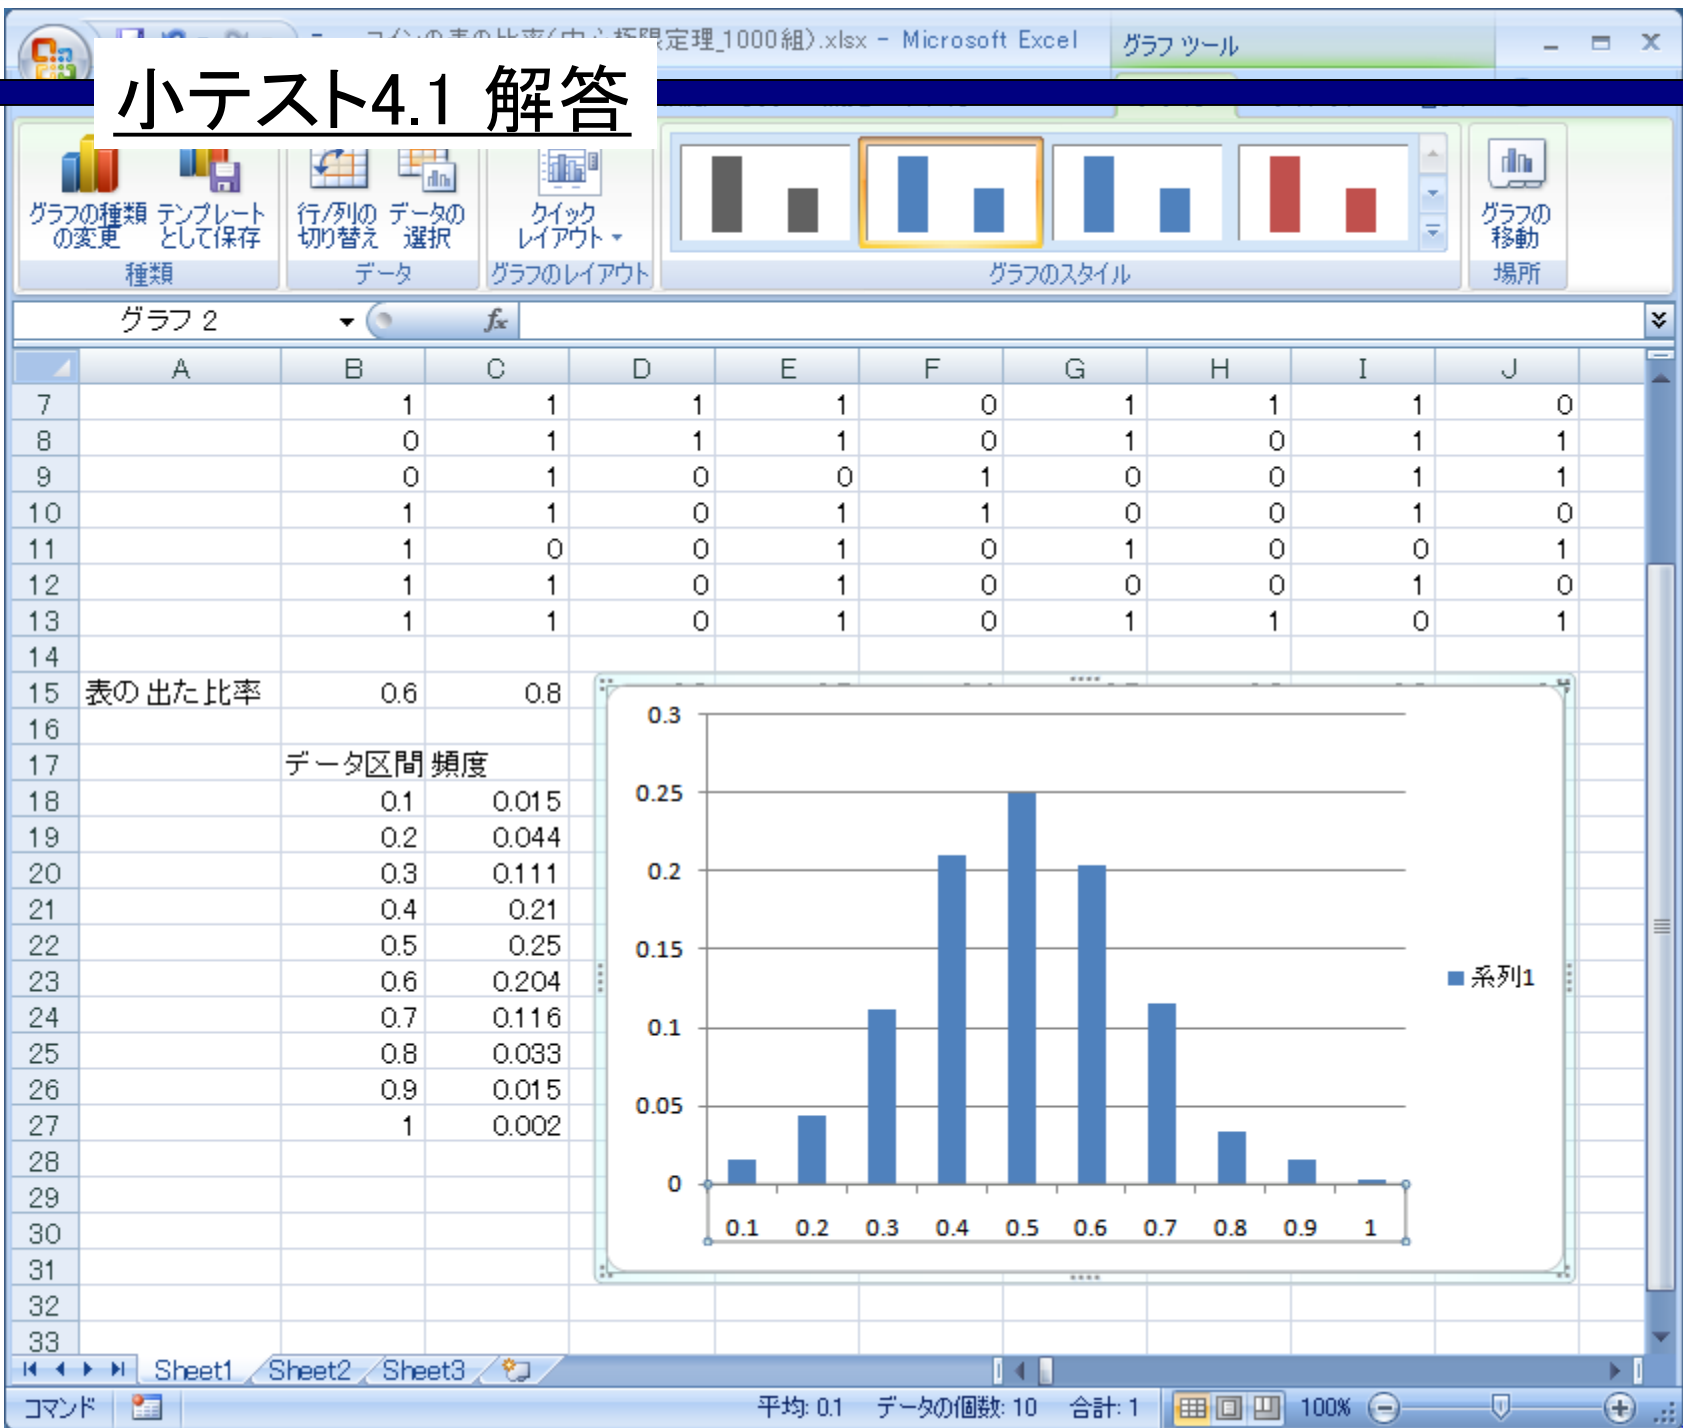 _1000組).xlsx - Microsoft Excel
グラフ ツール
小テスト4.1 解答
グラフの種類の変更 テンプレートとして保存 行/列の切り替え データの選択 クイックレイアウト グラフの移動
種類 データ グラフのレイアウト グラフのスタイル 場所
グラフ 2 fx
A B C D E F G H I J
7 1 1 1 1 0 1 1 1 0
8 0 1 1 1 0 1 0 1 1
9 0 1 0 0 1 0 0 1 1
10 1 1 0 1 1 0 0 1 0
11 1 0 0 1 0 1 0 0 1
12 1 1 0 1 0 0 0 1 0
13 1 1 0 1 0 1 1 0 1
14
15 表の出た比率 0.6 0.8
16
17 データ区間 頻度
18 0.1 0.015
19 0.2 0.044
20 0.3 0.111
21 0.4 0.21
22 0.5 0.25
23 0.6 0.204
24 0.7 0.116
25 0.8 0.033
26 0.9 0.015
27 1 0.002
28
29
30
31
32
33
0.3
0.25
0.2
0.15
0.1
0.05
0
0.1 0.2 0.3 0.4 0.5 0.6 0.7 0.8 0.9 1
系列1
Sheet1 Sheet2 Sheet3
コマンド 平均: 0.1 データの個数: 10 合計: 1 100%